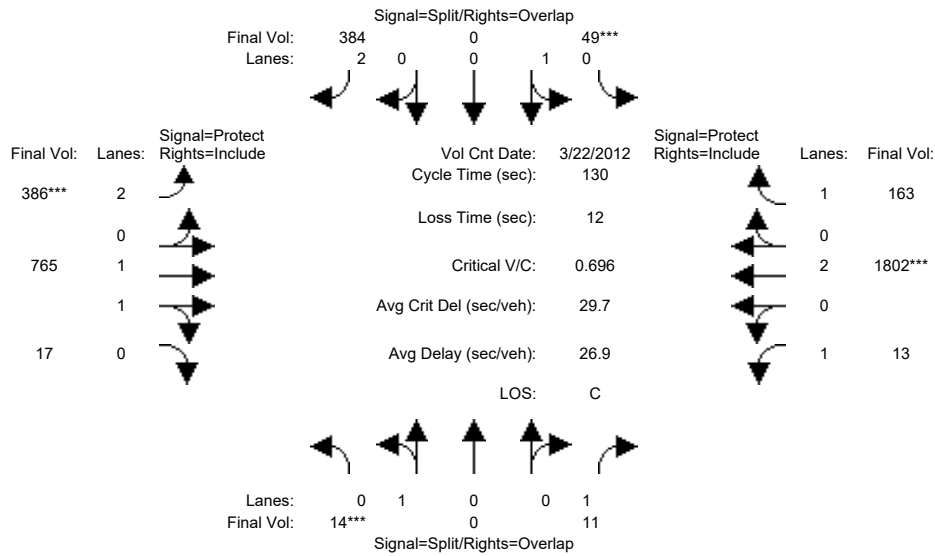 Signal=Split/Rights=Overlap
Final Vol: 384 0 49***
Lanes: 2 0 0 1 0
Signal=Protect
Final Vol: Lanes: Rights=Include
Vol Cnt Date: 3/22/2012
Signal=Protect
Rights=Include Lanes: Final Vol:
Cycle Time (sec): 130
386*** 2
1 163
Loss Time (sec): 12
0
0
765 1
Critical V/C: 0.696
2 1802***
1
Avg Crit Del (sec/veh): 29.7
0
17 0
Avg Delay (sec/veh): 26.9
1 13
LOS: C
Lanes: 0 1 0 0 1
Final Vol: 14*** 0 11
Signal=Split/Rights=Overlap